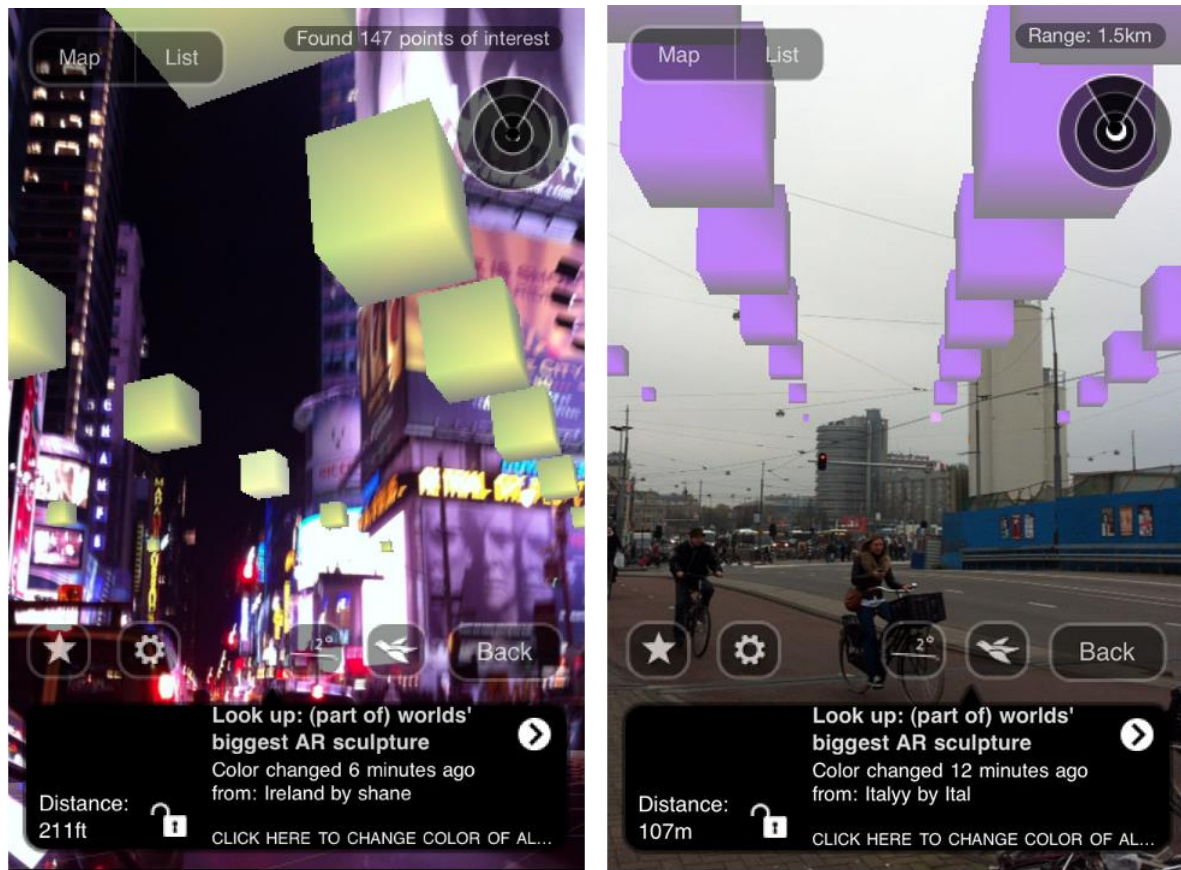 Map
List
Found 147 points of interest
2°
Back
Look up: (part of) worlds'
biggest AR sculpture
Color changed 6 minutes ago
from: Ireland by shane
Distance:
211ft
CLICK HERE TO CHANGE COLOR OF AL...
Map
List
Range: 1.5km
2°
Back
Look up: (part of) worlds'
biggest AR sculpture
Color changed 12 minutes ago
from: Italyy by Ital
Distance:
107m
CLICK HERE TO CHANGE COLOR OF AL...